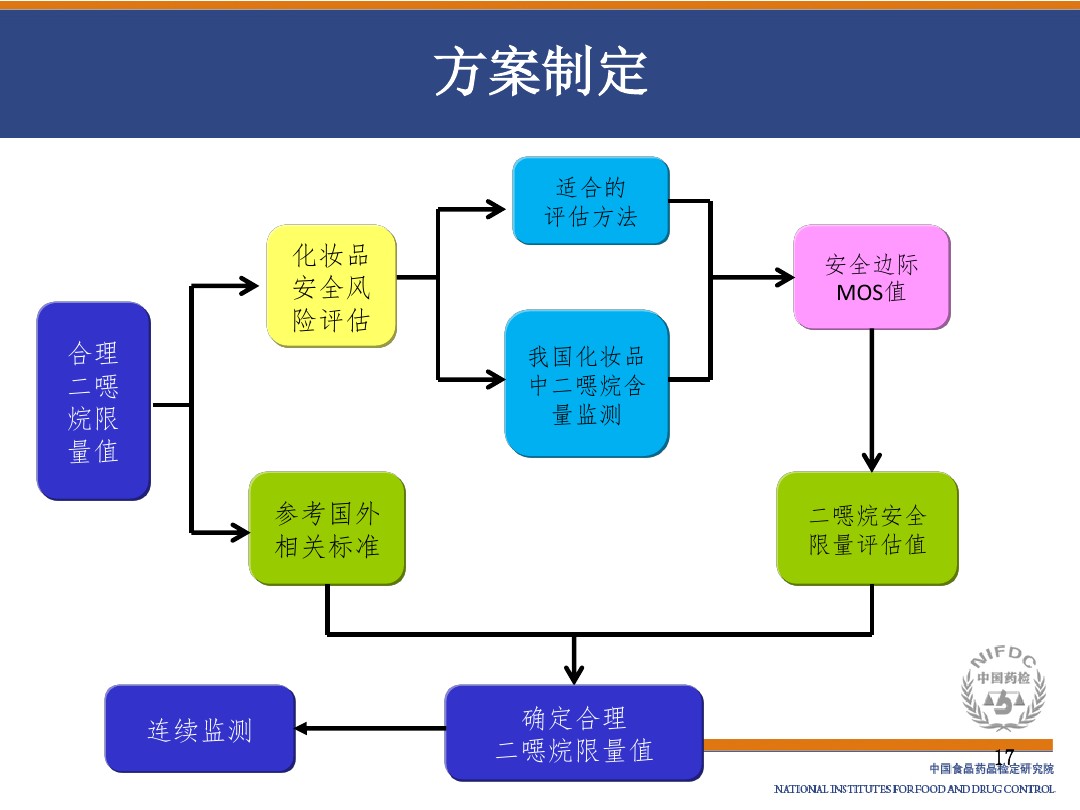 方案制定
合理
二噁
烷限
量值
化妆品
安全风
险评估
适合的
评估方法
我国化妆品
中二噁烷含
量监测
安全边际
MOS值
参考国外
相关标准
二噁烷安全
限量评估值
确定合理
二噁烷限量值
连续监测
NIFDC
中国药检
17
中国食品药品检定研究院
NATIONAL INSTITUTES FOR FOOD AND DRUG CONTROL